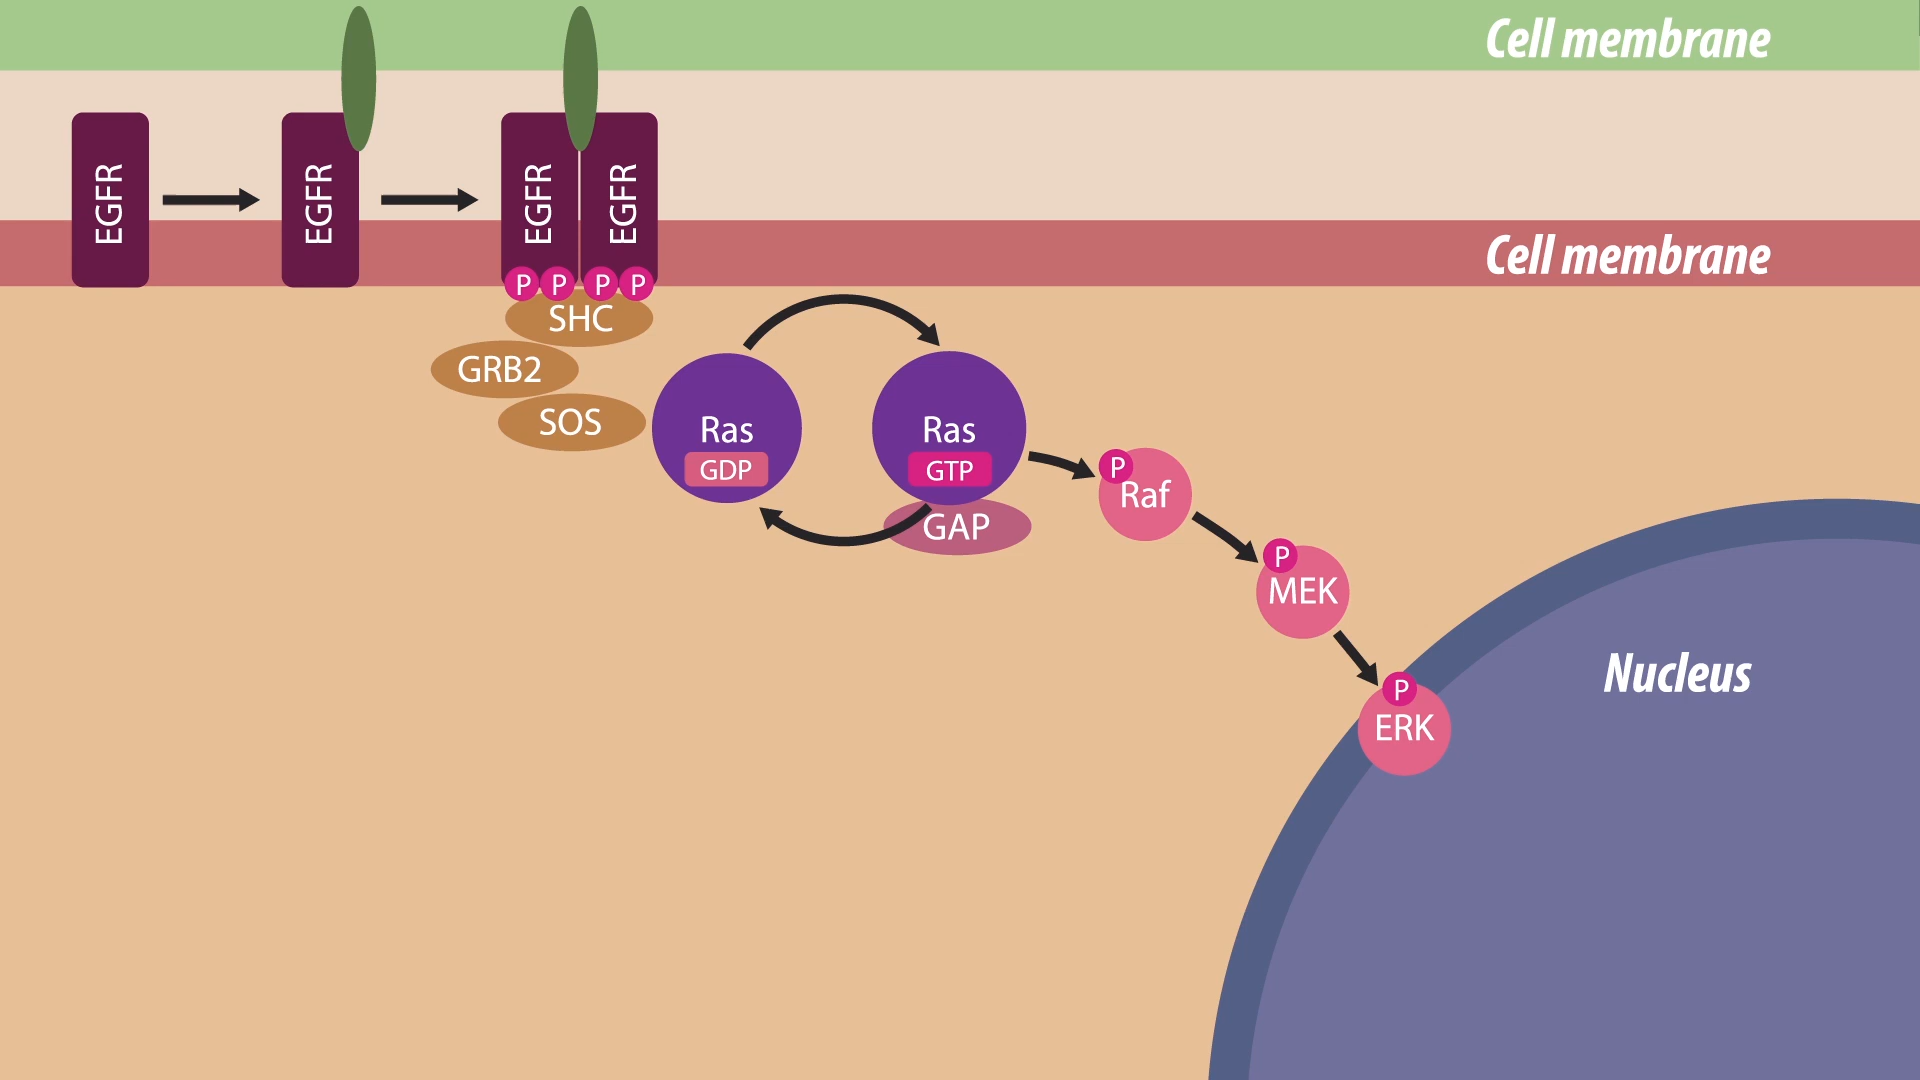 Cell membrane
EGFR
EGFR
EGFR
EGFR
Cell membrane
P
P
P
P
SHC
GRB2
SOS
Ras
GDP
Ras
GTP
GAP
P
Raf
P
MEK
P
ERK
Nucleus